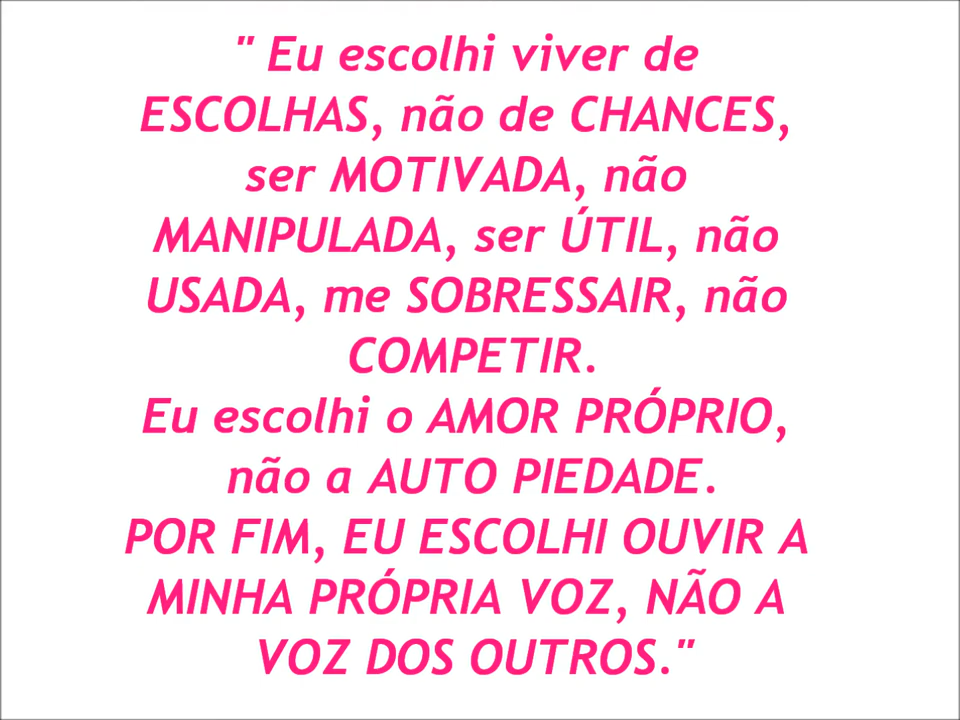 " Eu escolhi viver de
ESCOLHAS, não de CHANCES,
ser MOTIVADA, não
MANIPULADA, ser ÚTIL, não
USADA, me SOBRESSAIR, não
COMPETIR.
Eu escolhi o AMOR PRÓPRIO,
não a AUTO PIEDADE.
POR FIM, EU ESCOLHI OUVIR A
MINHA PRÓPRIA VOZ, NÃO A
VOZ DOS OUTROS."